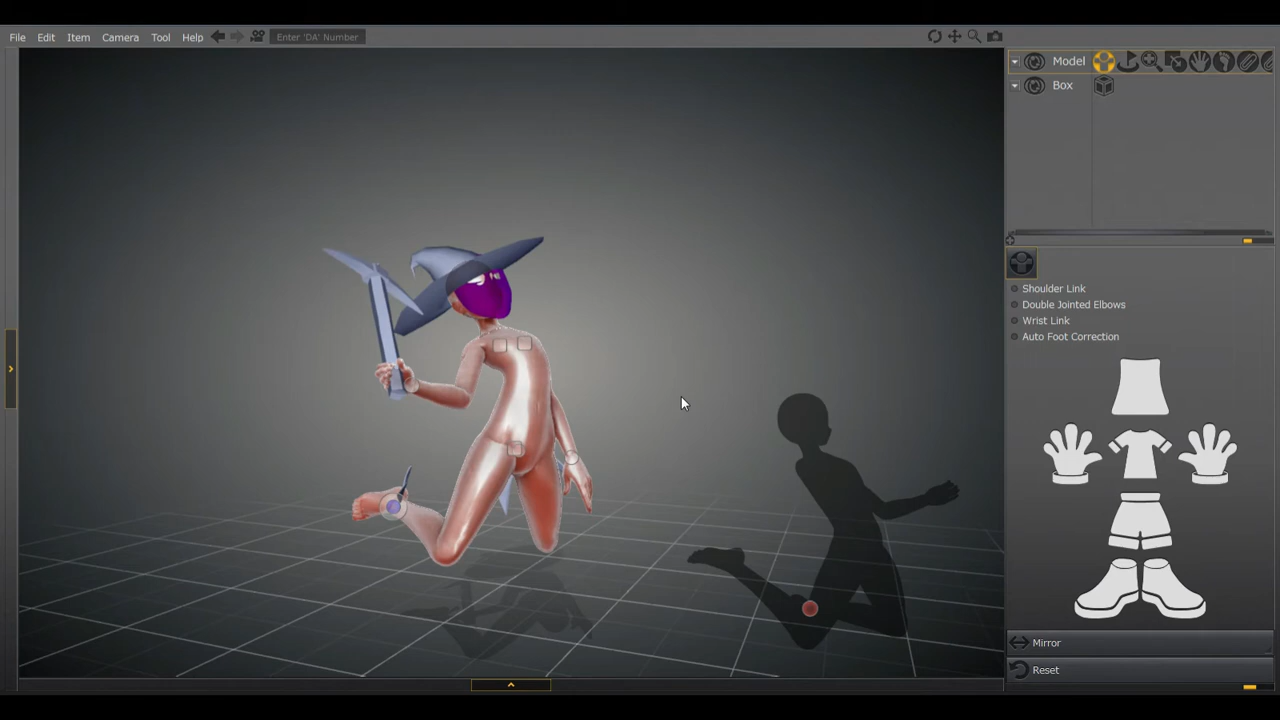 File Edit Item Camera Tool Help Enter 'DA' Number
Model
Box
Shoulder Link
Double Jointed Elbows
Wrist Link
Auto Foot Correction
Mirror
Reset